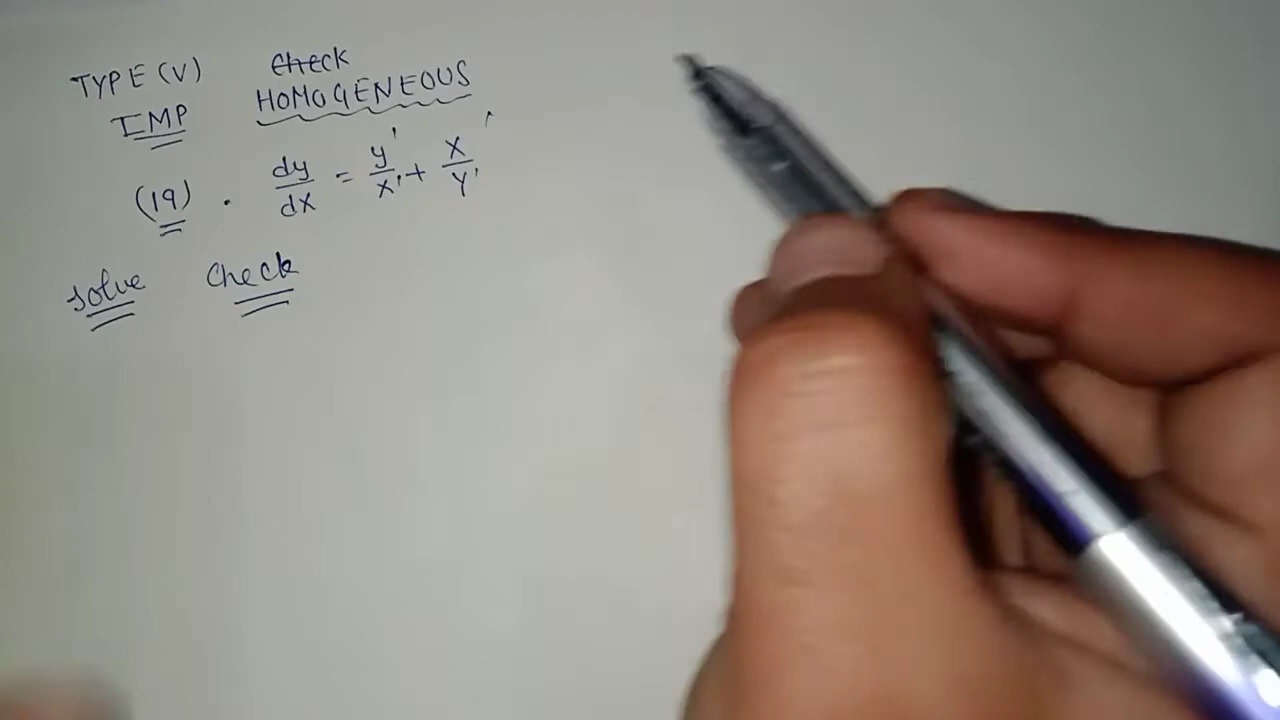 TYPE (V) Check
IMP HOMOGENEOUS
(19) . dy/dx = y'/x' + x'/y'
Solve Check